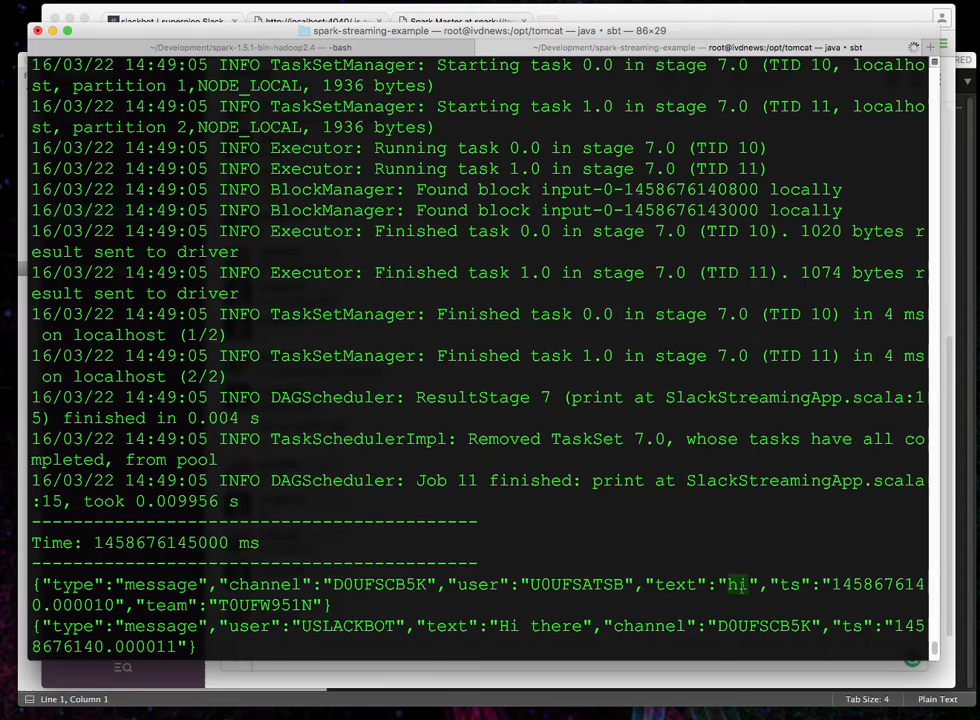 slackbot | supergloo Slack
http://localhost:4040/
Spark Master at spark://
spark-streaming-example — root@ivdnews:/opt/tomcat — java • sbt — 86×29
~/Development/spark-1.5.1-bin-hadoop2.4 — -bash
~/Development/spark-streaming-example — root@ivdnews:/opt/tomcat — java • sbt
16/03/22 14:49:05 INFO TaskSetManager: Starting task 0.0 in stage 7.0 (TID 10, localho
st, partition 1,NODE_LOCAL, 1936 bytes)
16/03/22 14:49:05 INFO TaskSetManager: Starting task 1.0 in stage 7.0 (TID 11, localho
st, partition 2,NODE_LOCAL, 1936 bytes)
16/03/22 14:49:05 INFO Executor: Running task 0.0 in stage 7.0 (TID 10)
16/03/22 14:49:05 INFO Executor: Running task 1.0 in stage 7.0 (TID 11)
16/03/22 14:49:05 INFO BlockManager: Found block input-0-1458676140800 locally
16/03/22 14:49:05 INFO BlockManager: Found block input-0-1458676143000 locally
16/03/22 14:49:05 INFO Executor: Finished task 0.0 in stage 7.0 (TID 10). 1020 bytes r
esult sent to driver
16/03/22 14:49:05 INFO Executor: Finished task 1.0 in stage 7.0 (TID 11). 1074 bytes r
esult sent to driver
16/03/22 14:49:05 INFO TaskSetManager: Finished task 0.0 in stage 7.0 (TID 10) in 4 ms
 on localhost (1/2)
16/03/22 14:49:05 INFO TaskSetManager: Finished task 1.0 in stage 7.0 (TID 11) in 4 ms
 on localhost (2/2)
16/03/22 14:49:05 INFO DAGScheduler: ResultStage 7 (print at SlackStreamingApp.scala:1
5) finished in 0.004 s
16/03/22 14:49:05 INFO TaskSchedulerImpl: Removed TaskSet 7.0, whose tasks have all co
mpleted, from pool
16/03/22 14:49:05 INFO DAGScheduler: Job 11 finished: print at SlackStreamingApp.scala
:15, took 0.009956 s
-------------------------------------------
Time: 1458676145000 ms
-------------------------------------------
{"type":"message","channel":"D0UFSCB5K","user":"U0UFSATSB","text":"hi","ts":"145867614
0.000010","team":"T0UFW951N"}
{"type":"message","user":"USLACKBOT","text":"Hi there","channel":"D0UFSCB5K","ts":"145
8676140.000011"}
Line 1, Column 1
Tab Size: 4
Plain Text